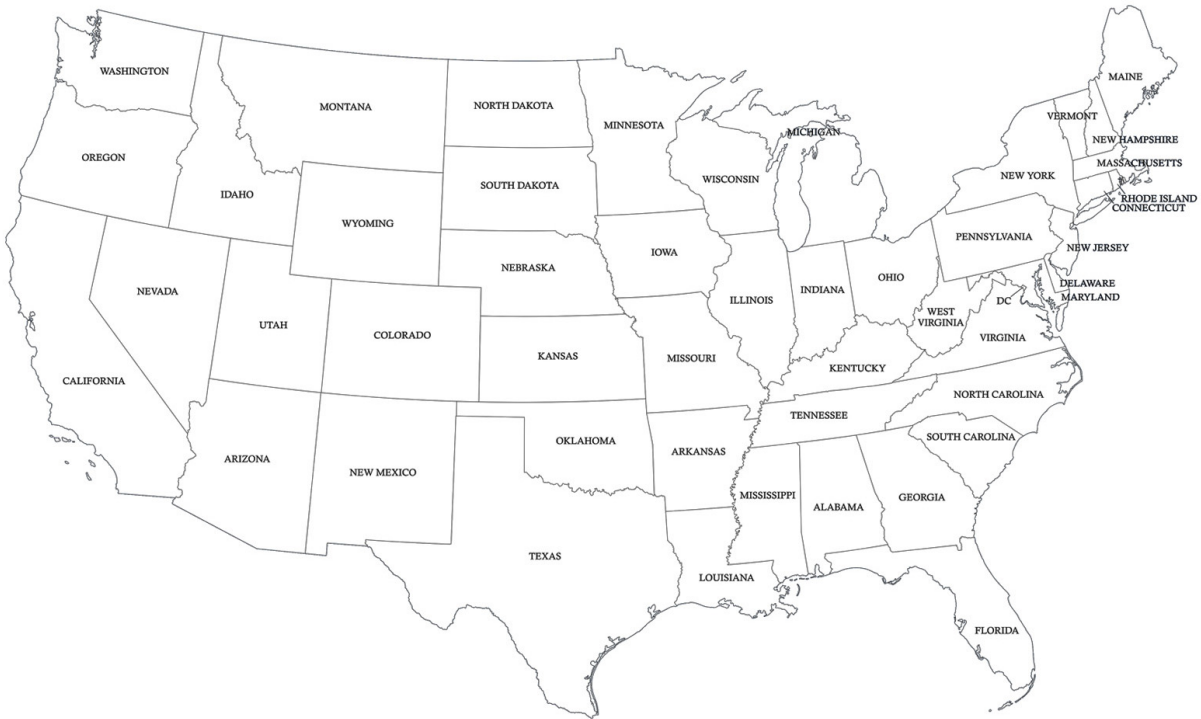 WASHINGTON
MONTANA
NORTH DAKOTA
MINNESOTA
MICHIGAN
VERMONT
MAINE
NEW HAMPSHIRE
MASSACHUSETTS
OREGON
IDAHO
SOUTH DAKOTA
WISCONSIN
NEW YORK
RHODE ISLAND
CONNECTICUT
WYOMING
IOWA
PENNSYLVANIA
NEW JERSEY
NEBRASKA
OHIO
DELAWARE
NEVADA
ILLINOIS
INDIANA
DC
MARYLAND
WEST
VIRGINIA
UTAH
COLORADO
VIRGINIA
KANSAS
MISSOURI
KENTUCKY
CALIFORNIA
NORTH CAROLINA
TENNESSEE
OKLAHOMA
SOUTH CAROLINA
ARIZONA
NEW MEXICO
ARKANSAS
MISSISSIPPI
ALABAMA
GEORGIA
TEXAS
LOUISIANA
FLORIDA